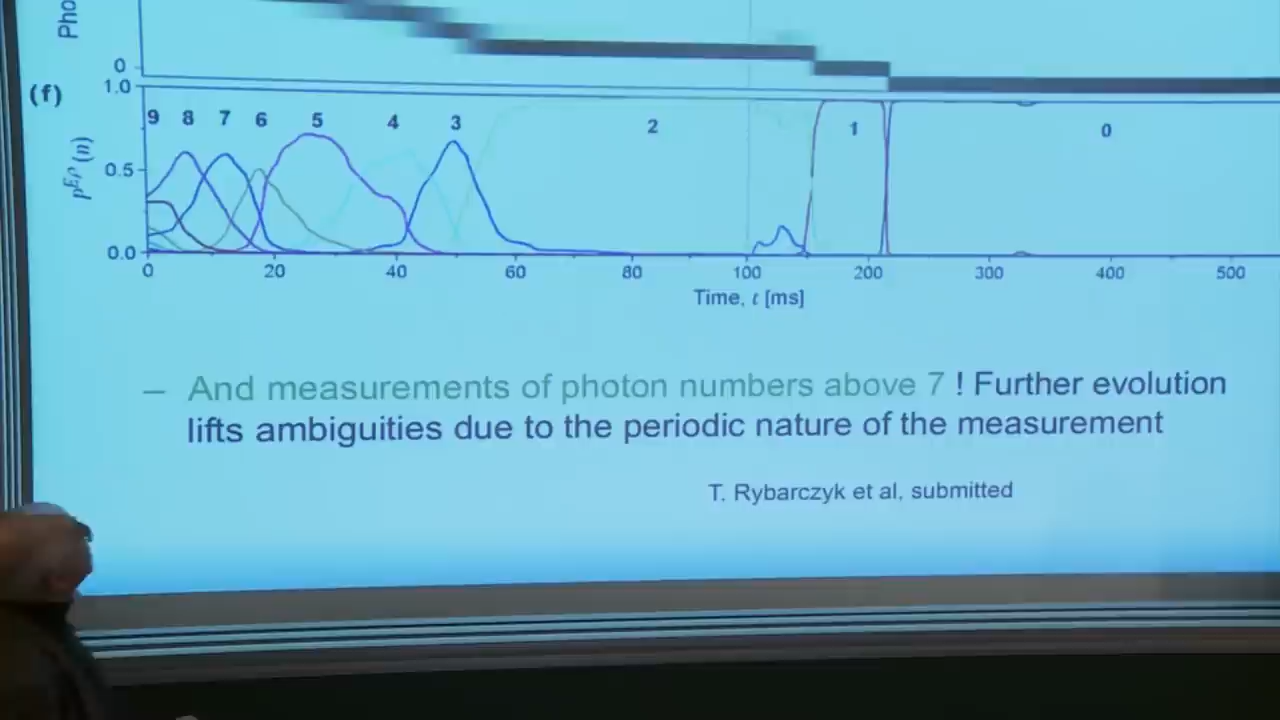 Pho
0
(f)
1.0
9 8 7 6 5 4 3 2 1 0
p^{Eρ}(n)
0.5
0.0
0 20 40 60 80 100 200 300 400 500
Time, t [ms]
– And measurements of photon numbers above 7 ! Further evolution
lifts ambiguities due to the periodic nature of the measurement
T. Rybarczyk et al, submitted